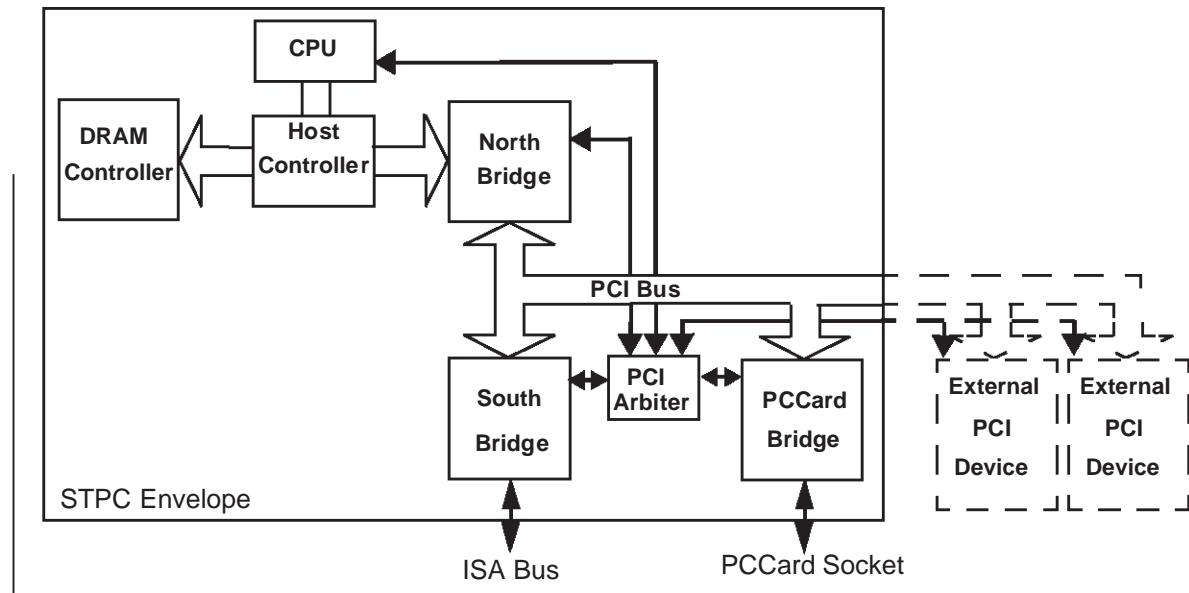 CPU
DRAM
Controller
Host
Controller
North
Bridge
PCI Bus
South
Bridge
PCI
Arbiter
PCCard
Bridge
External
PCI
Device
External
PCI
Device
STPC Envelope
ISA Bus
PCCard Socket